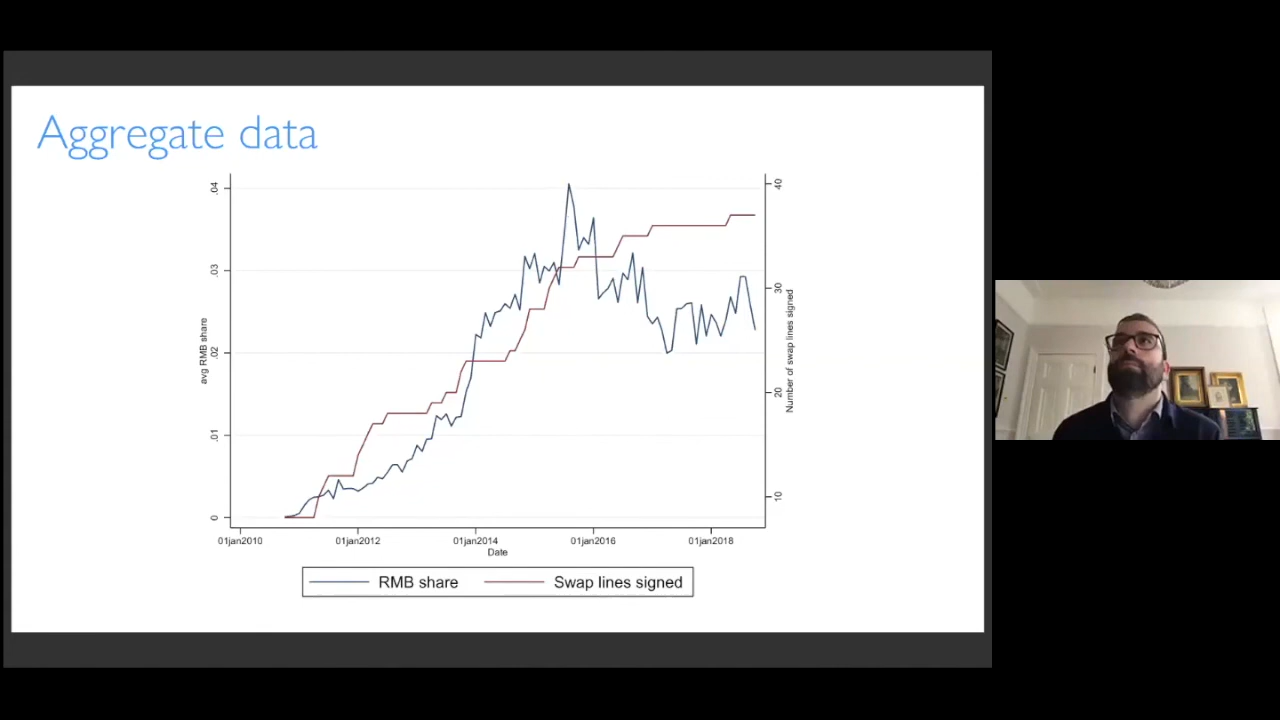 Aggregate data
.04
.03
.02
.01
0
avg RMB share
40
30
20
10
Number of swap lines signed
01jan2010 01jan2012 01jan2014 01jan2016 01jan2018
Date
RMB share Swap lines signed